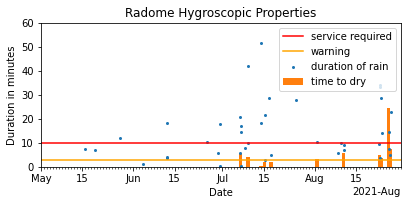 Radome Hygroscopic Properties
Duration in minutes
60
50
40
30
20
10
0
service required
warning
duration of rain
time to dry
May 15 Jun 15 Jul 15 Aug 15
Date
2021-Aug